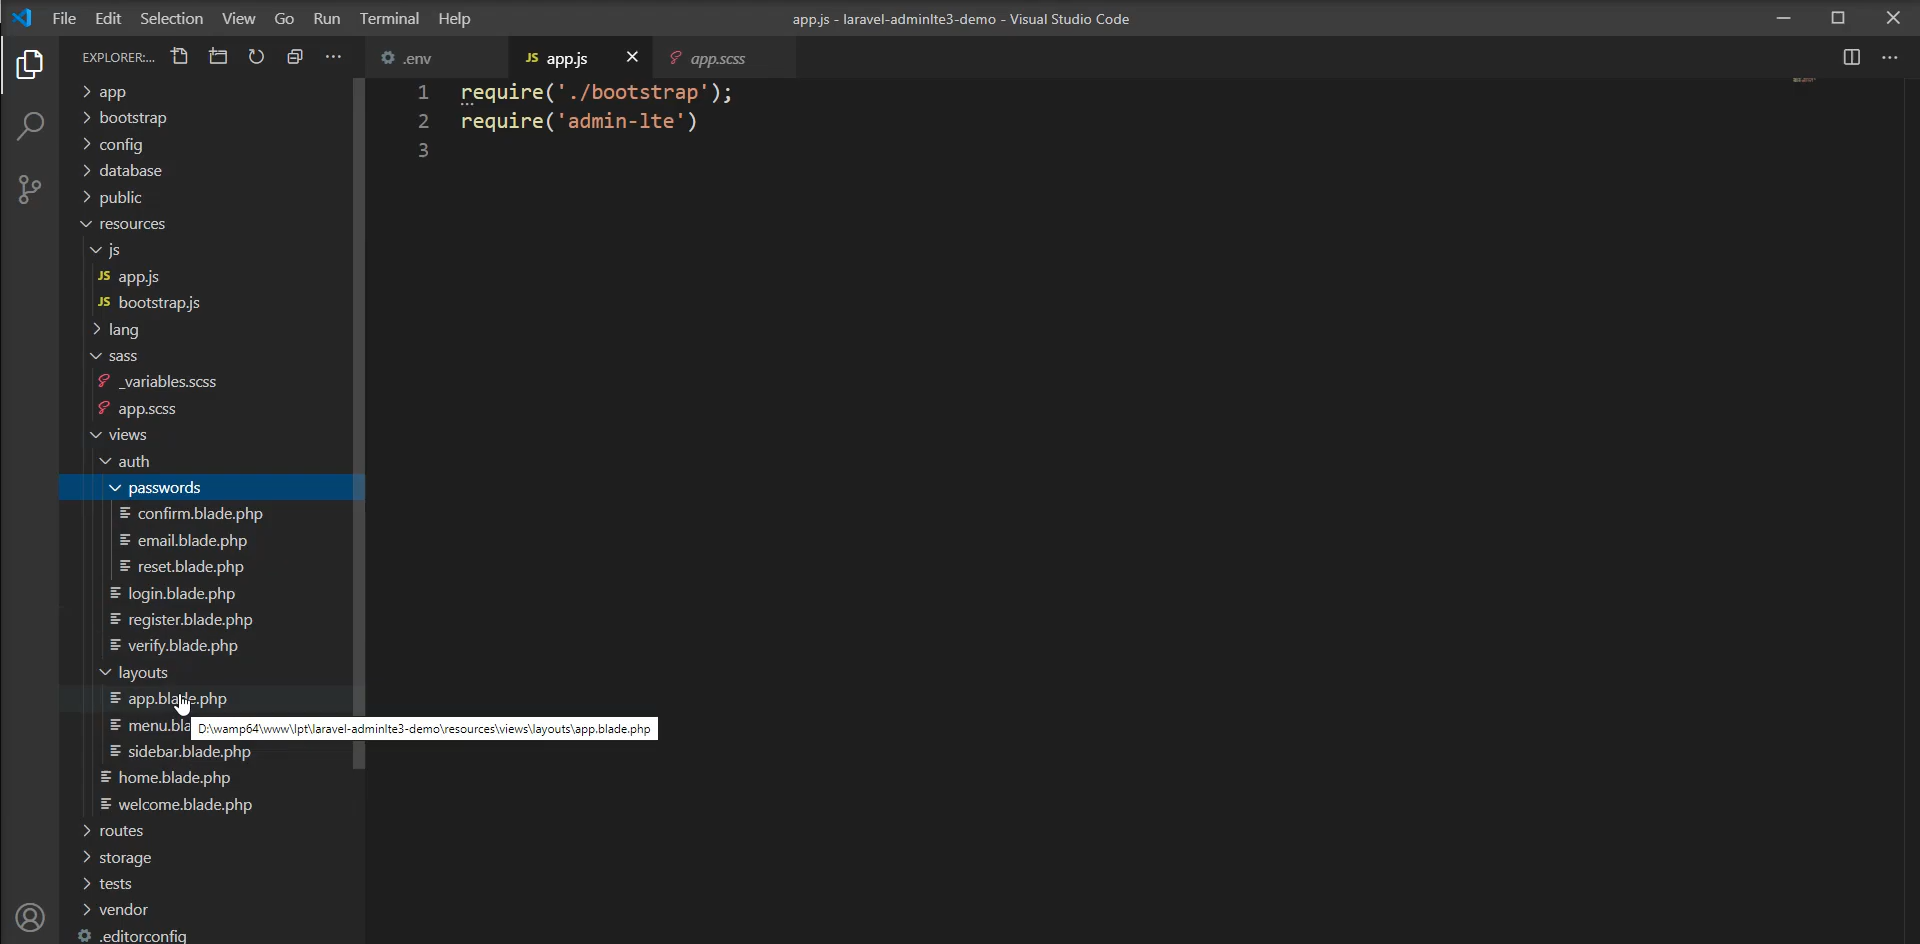 File Edit Selection View Go Run Terminal Help
app.js - laravel-adminlte3-demo - Visual Studio Code
EXPLORER:...
.env
JS app.js
app.scss
app
bootstrap
config
database
public
resources
js
JS app.js
JS bootstrap.js
lang
sass
_variables.scss
app.scss
views
auth
passwords
confirm.blade.php
email.blade.php
reset.blade.php
login.blade.php
register.blade.php
verify.blade.php
layouts
app.blade.php
menu.bla
D:\wamp64\www\lpt\laravel-adminlte3-demo\resources\views\layouts\app.blade.php
sidebar.blade.php
home.blade.php
welcome.blade.php
routes
storage
tests
vendor
.editorconfig
1 require('./bootstrap');
2 require('admin-lte')
3